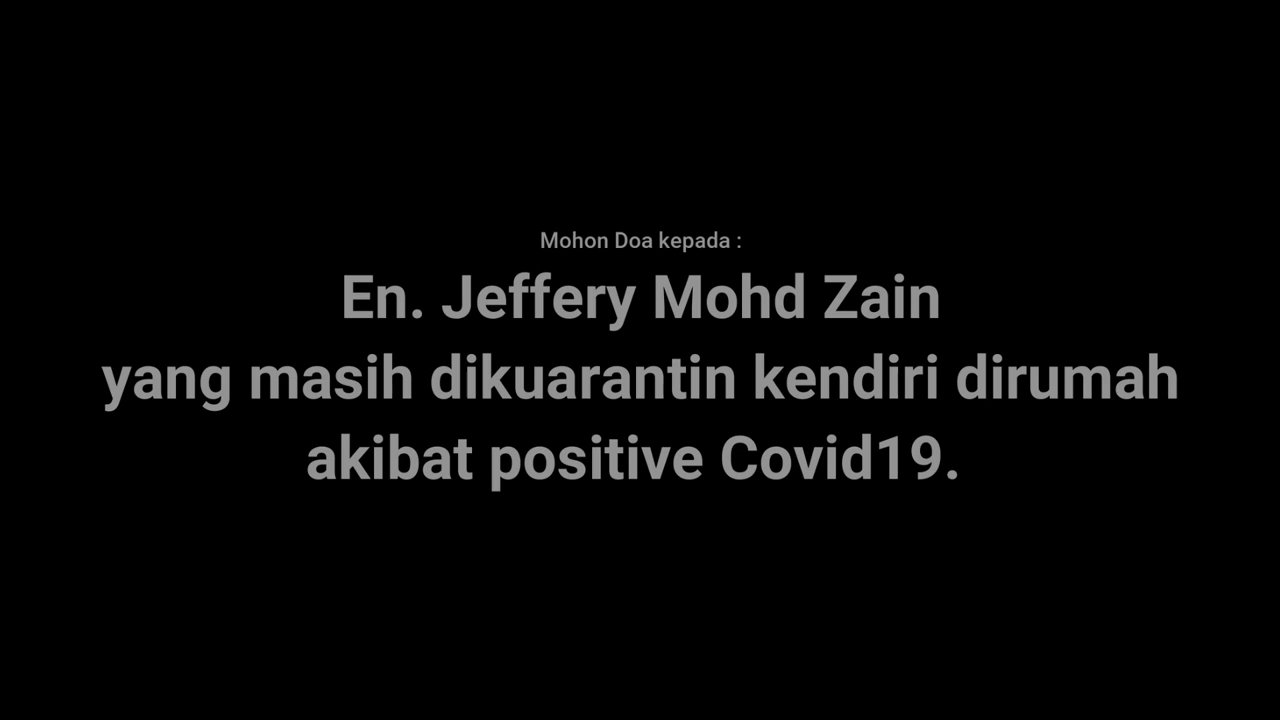 Mohon Doa kepada :
En. Jeffery Mohd Zain
yang masih dikuarantin kendiri dirumah
akibat positive Covid19.